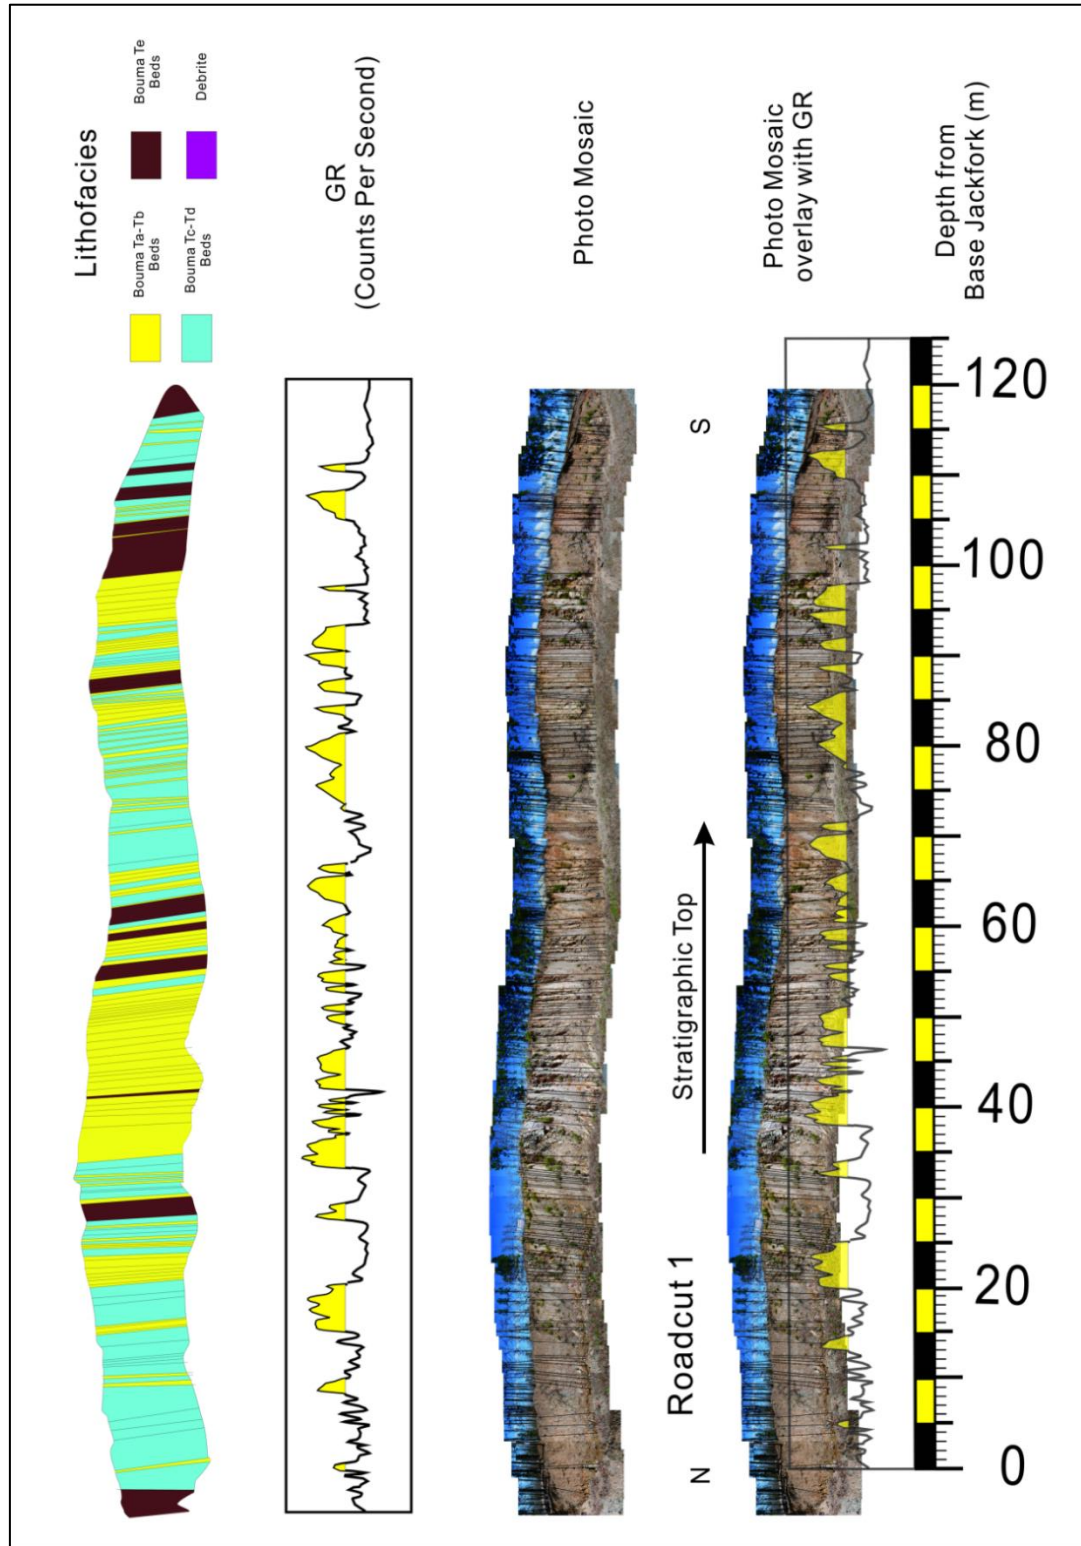 Lithofacies
Bouma Ta-Tb
Beds
Bouma Te
Beds
Bouma Tc-Td
Beds
Debrite
GR
(Counts Per Second)
Photo Mosaic
Roadcut 1
N
Stratigraphic Top
S
Photo Mosaic
overlay with GR
Depth from
Base Jackfork (m)
0
20
40
60
80
100
120